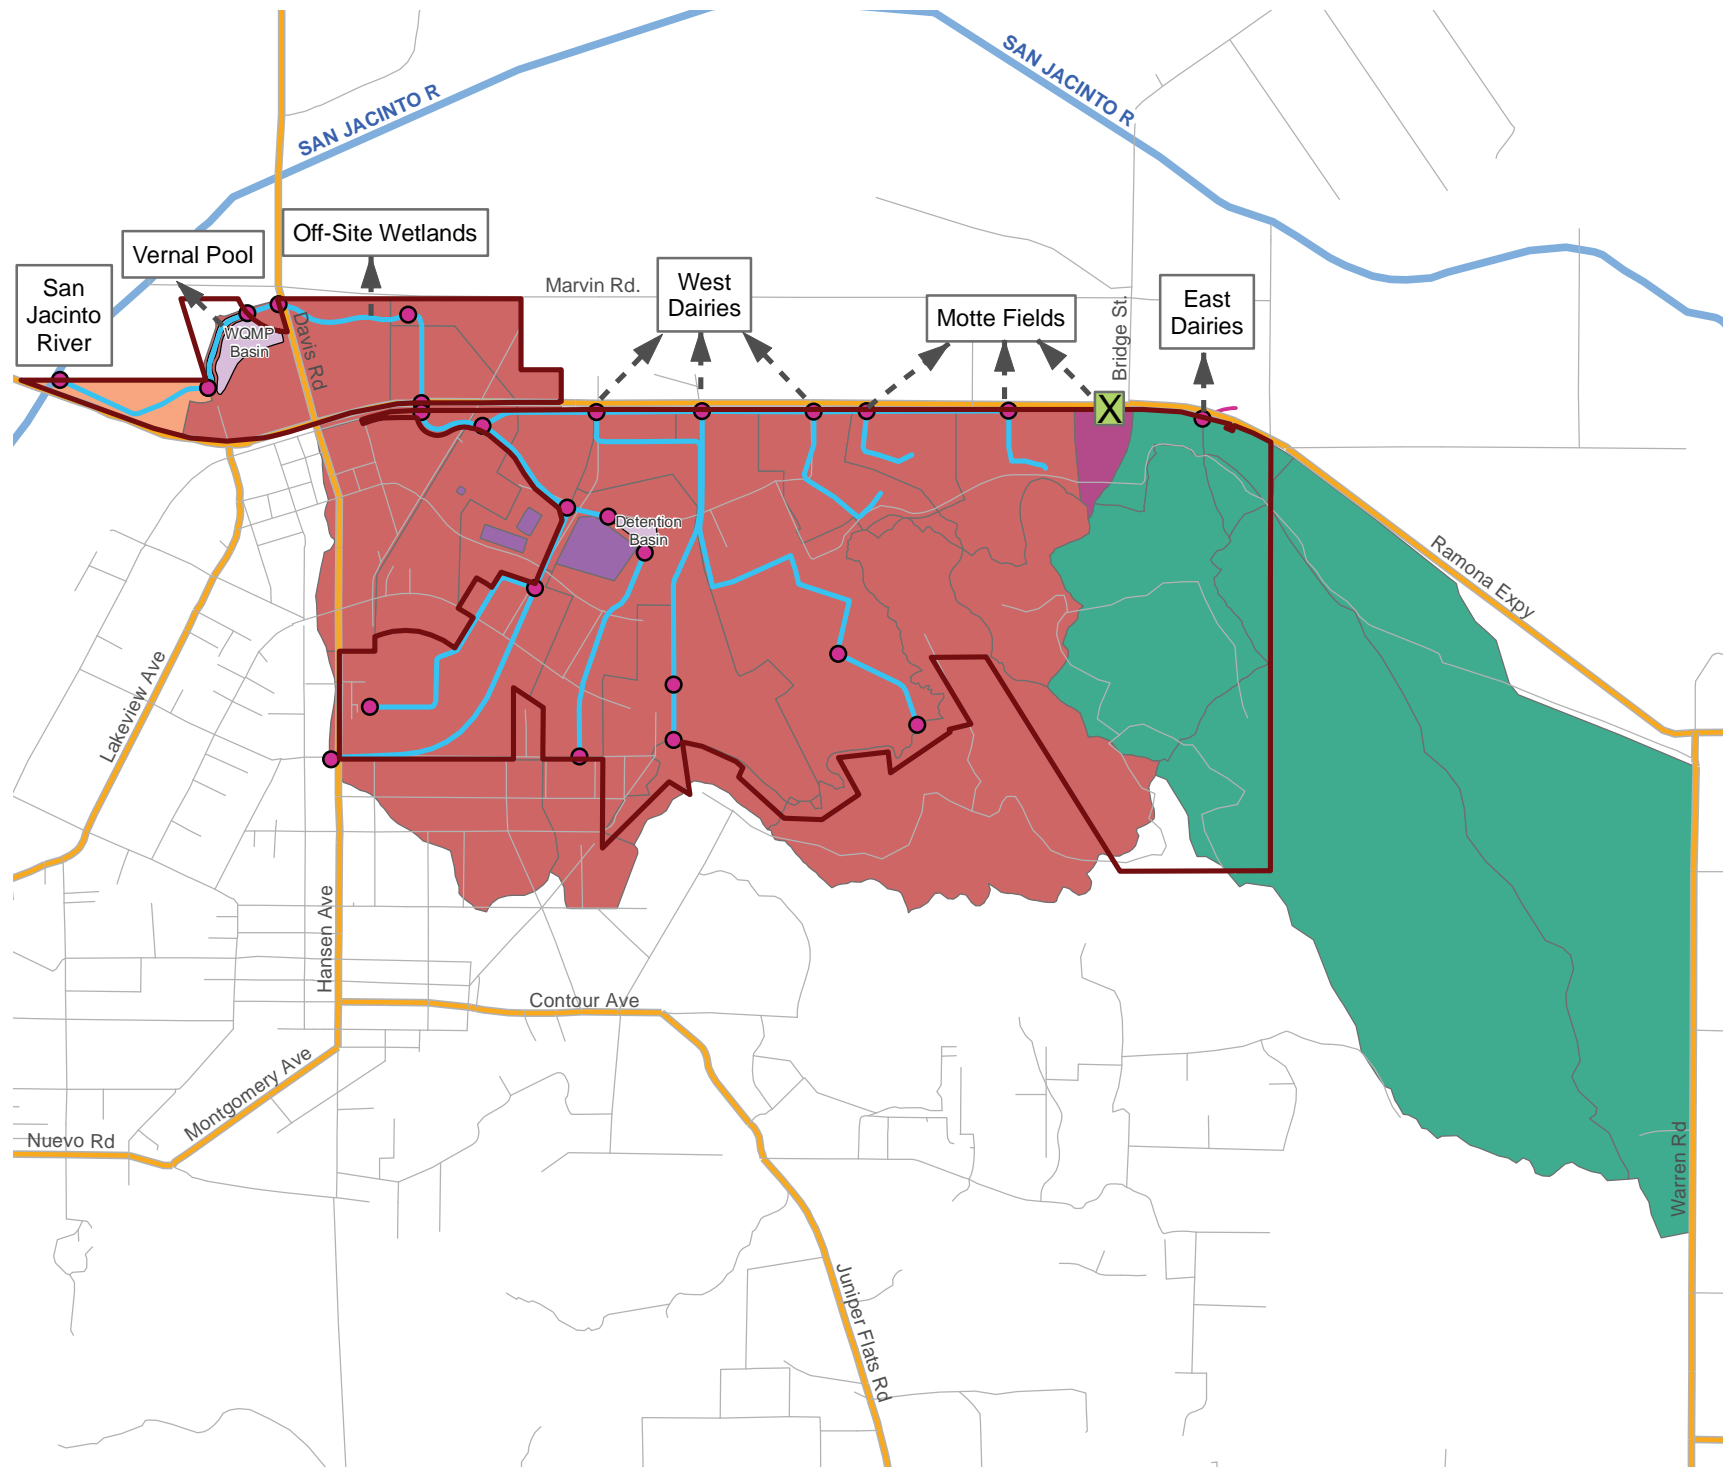 SAN JACINTO R
SAN JACINTO R
Off-Site Wetlands
Vernal Pool
San
Jacinto
River
West
Dairies
Marvin Rd.
Motte Fields
East
Dairies
Bridge St.
WQMP
Basin
Davis Rd
X
Detention
Basin
Ramona Expy
Lakeview Ave
Hansen Ave
Contour Ave
Montgomery Ave
Nuevo Rd
Warren Rd
Juniper Flats Rd